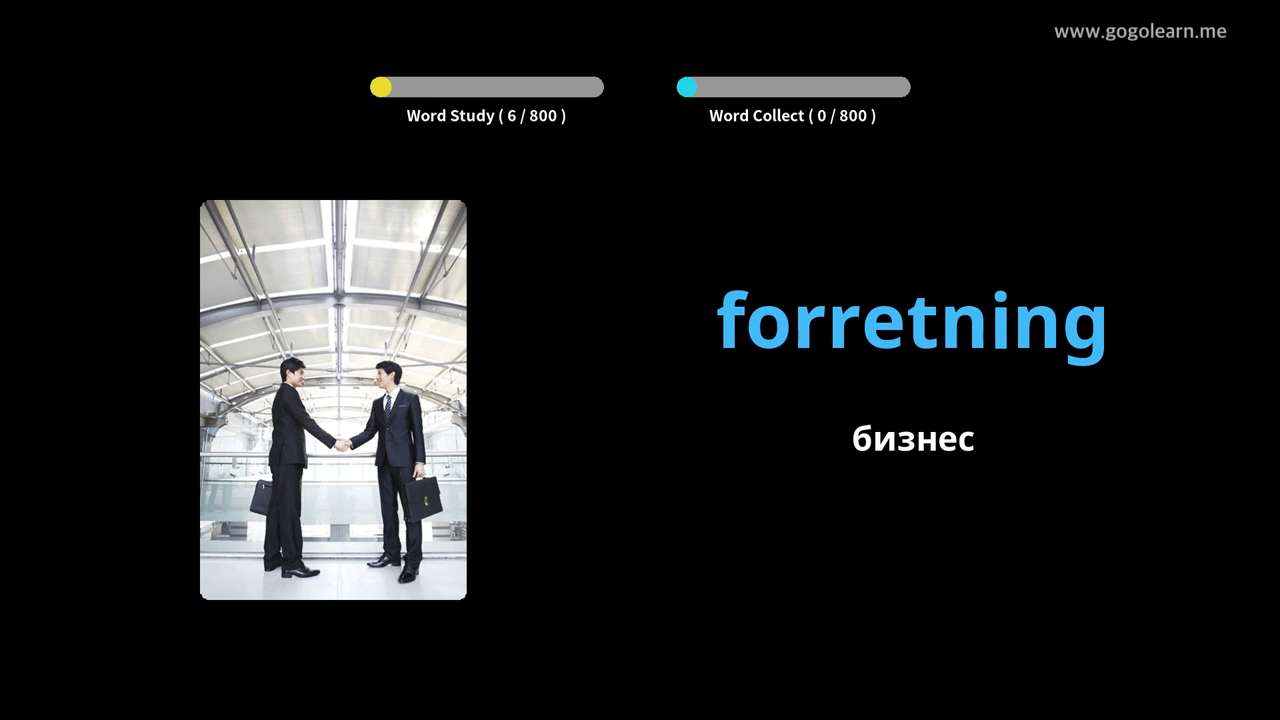 www.gogolearn.me
Word Study ( 6 / 800 )
Word Collect ( 0 / 800 )
forretning
бизнес